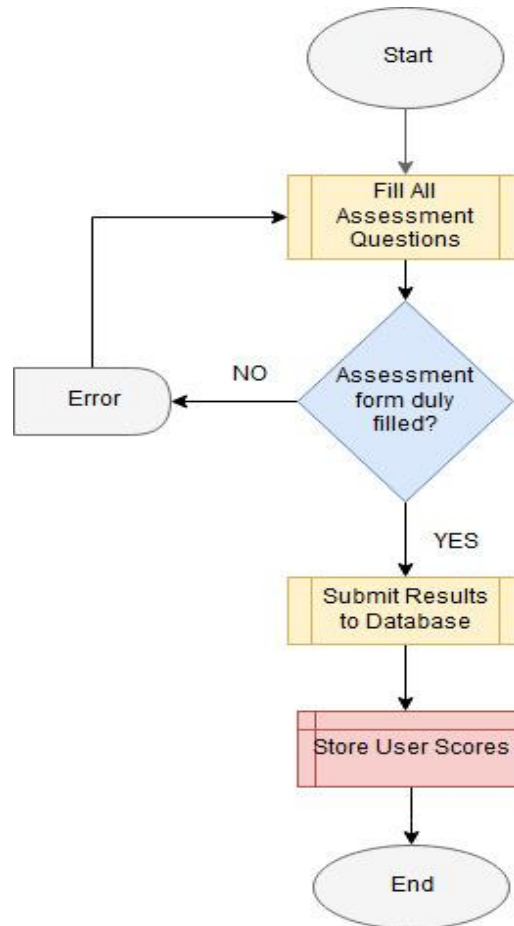 Start
Fill All
Assessment
Questions
NO
Assessment
form duly
filled?
Error
YES
Submit Results
to Database
Store User Scores
End